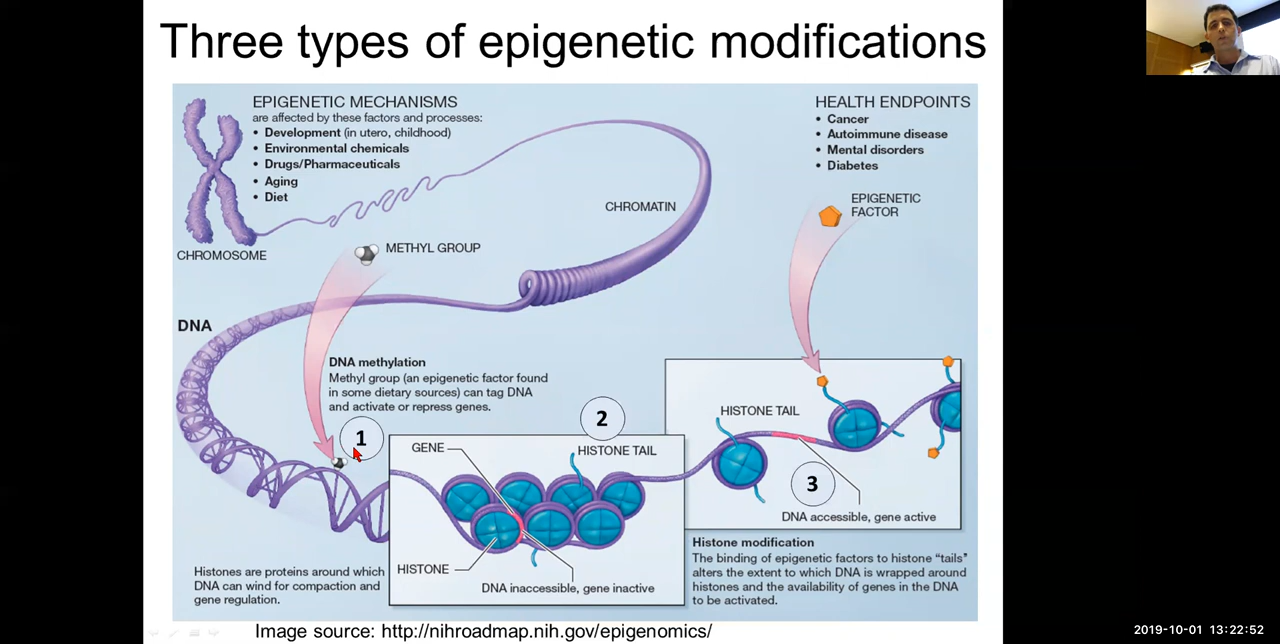 Three types of epigenetic modifications
EPIGENETIC MECHANISMS
are affected by these factors and processes:
• Development (in utero, childhood)
• Environmental chemicals
• Drugs/Pharmaceuticals
• Aging
• Diet
HEALTH ENDPOINTS
• Cancer
• Autoimmune disease
• Mental disorders
• Diabetes
EPIGENETIC
FACTOR
CHROMATIN
CHROMOSOME
METHYL GROUP
DNA
DNA methylation
Methyl group (an epigenetic factor found
in some dietary sources) can tag DNA
and activate or repress genes.
1
2
GENE
HISTONE TAIL
HISTONE
DNA inaccessible, gene inactive
HISTONE TAIL
3
DNA accessible, gene active
Histones are proteins around which
DNA can wind for compaction and
gene regulation.
Histone modification
The binding of epigenetic factors to histone “tails”
alters the extent to which DNA is wrapped around
histones and the availability of genes in the DNA
to be activated.
Image source: http://nihroadmap.nih.gov/epigenomics/
2019-10-01 13:22:52